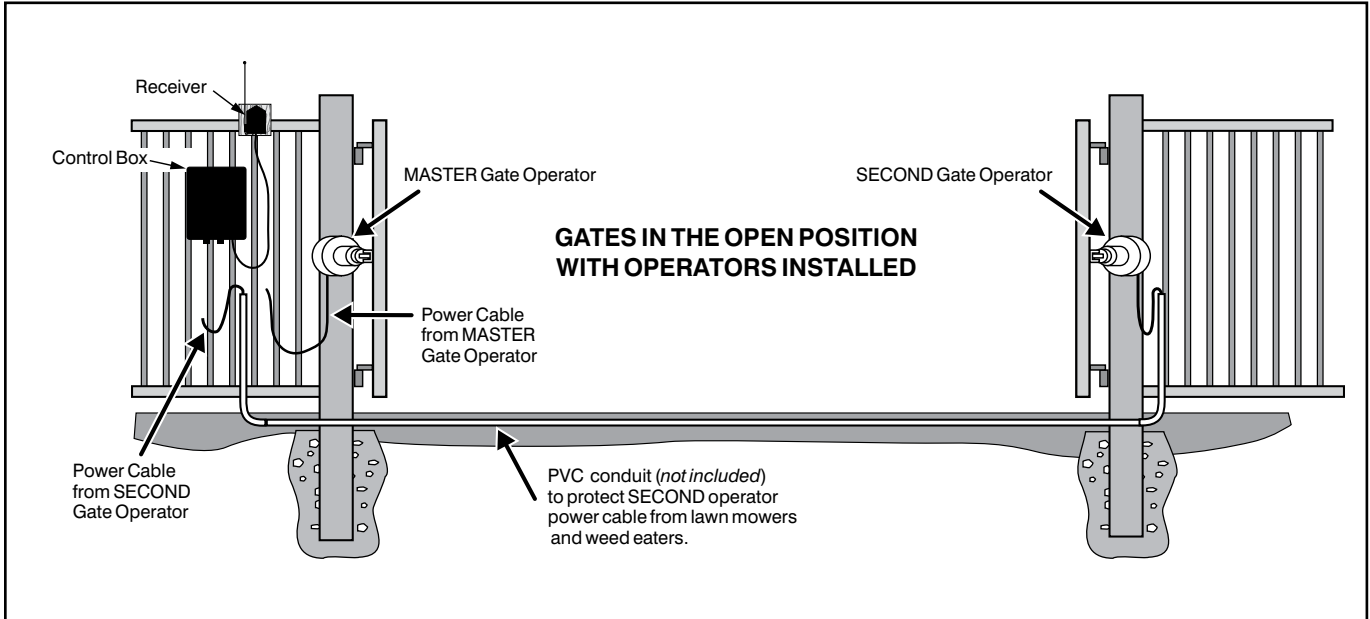 Receiver
Control Box
MASTER Gate Operator
SECOND Gate Operator
GATES IN THE OPEN POSITION
WITH OPERATORS INSTALLED
Power Cable
from MASTER
Gate Operator
Power Cable
from SECOND
Gate Operator
PVC conduit (not included)
to protect SECOND operator
power cable from lawn mowers
and weed eaters.